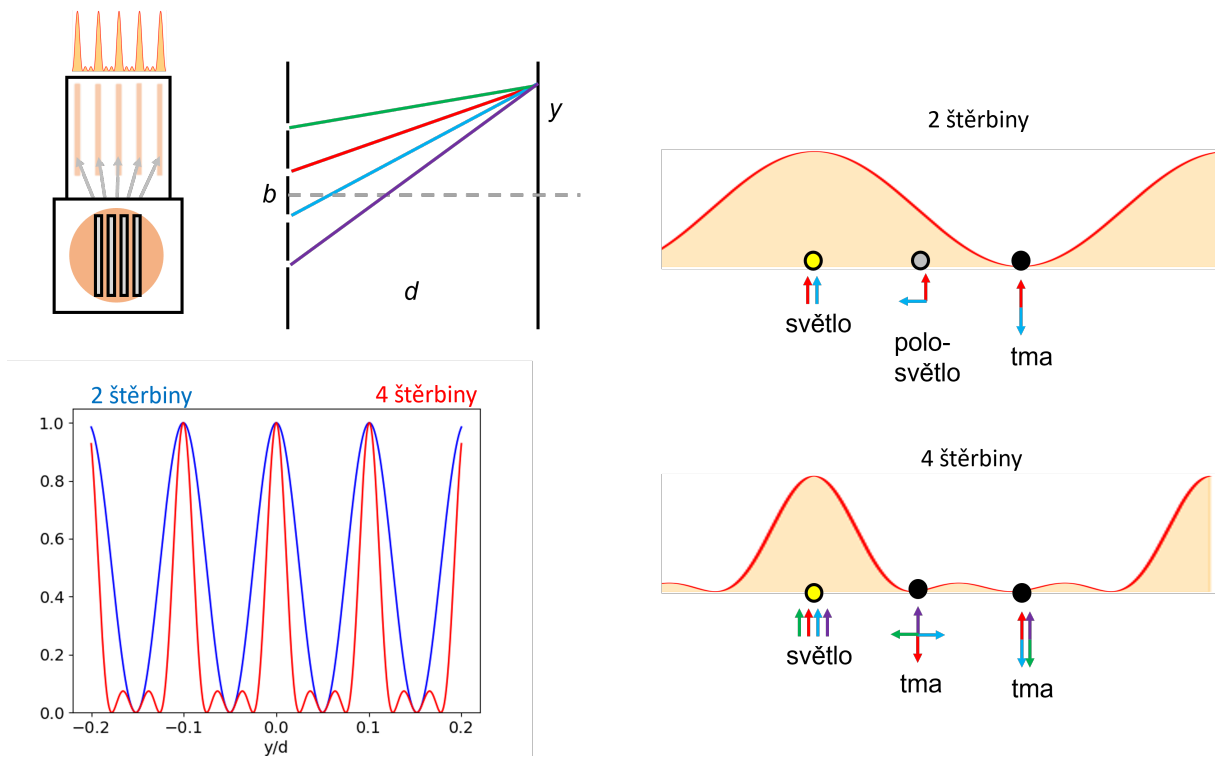 y
b
d
2 štěrbiny
světlo
polo-
světlo
tma
2 štěrbiny
4 štěrbiny
1.0
0.8
0.6
0.4
0.2
0.0
−0.2
−0.1
0.0
0.1
0.2
y/d
4 štěrbiny
světlo
tma
tma